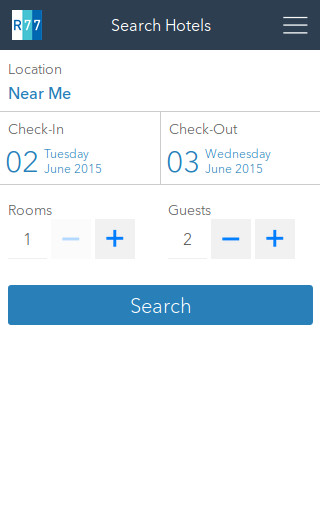 R77
Search Hotels
Location
Near Me
Check-In
02 Tuesday
June 2015
Check-Out
03 Wednesday
June 2015
Rooms
1
Guests
2
Search